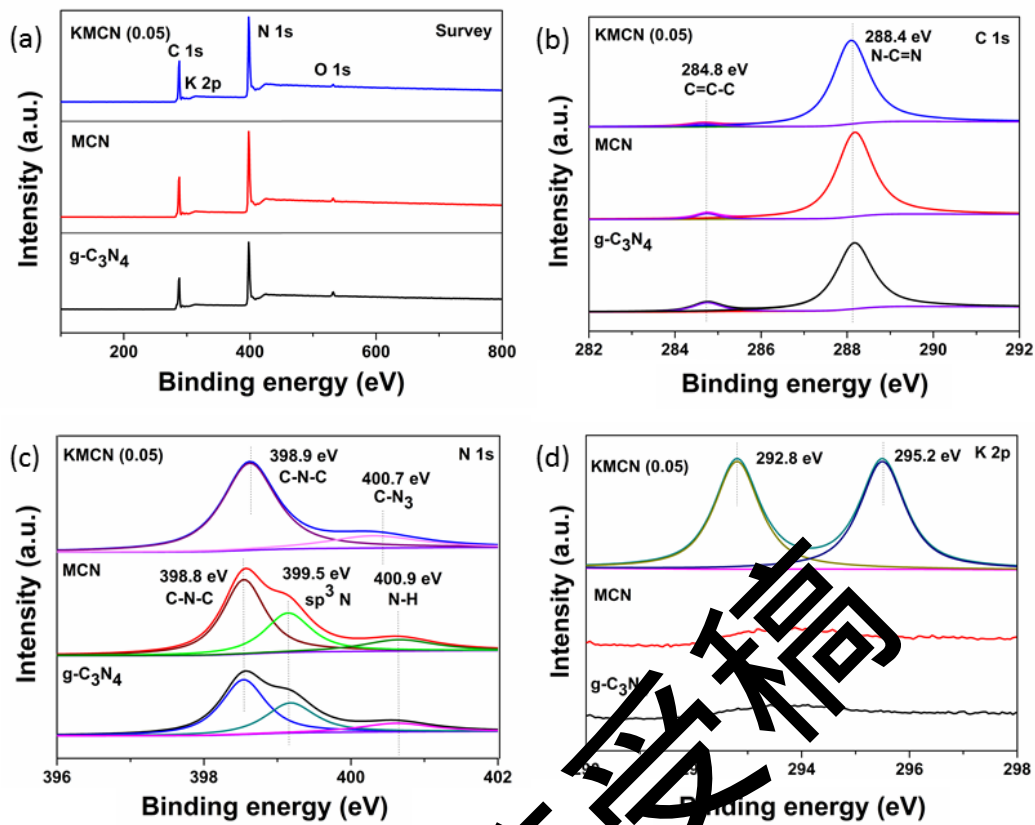 (a)
KMCN (0.05)
C 1s
K 2p
N 1s
O 1s
Survey
MCN
g-C₃N₄
Intensity (a.u.)
200
400
600
800
Binding energy (eV)
(b)
KMCN (0.05)
284.8 eV
C=C-C
288.4 eV
N-C=N
C 1s
MCN
g-C₃N₄
Intensity (a.u.)
282
284
286
288
290
292
Binding energy (eV)
(c)
KMCN (0.05)
398.9 eV
C-N-C
400.7 eV
C-N₃
N 1s
MCN
398.8 eV
C-N-C
399.5 eV
sp³ N
400.9 eV
N-H
g-C₃N₄
Intensity (a.u.)
396
398
400
402
Binding energy (eV)
(d)
KMCN (0.05)
292.8 eV
295.2 eV
K 2p
MCN
Intensity (a.u.)
294
296
298
Binding energy (eV)
受稿